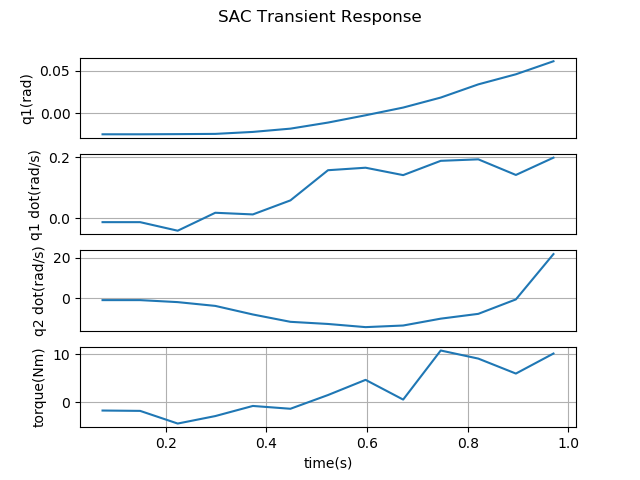 SAC Transient Response
q1(rad)
0.05
0.00
q1 dot(rad/s)
0.2
0.0
q2 dot(rad/s)
20
0
torque(Nm)
10
0
0.2 0.4 0.6 0.8 1.0
time(s)